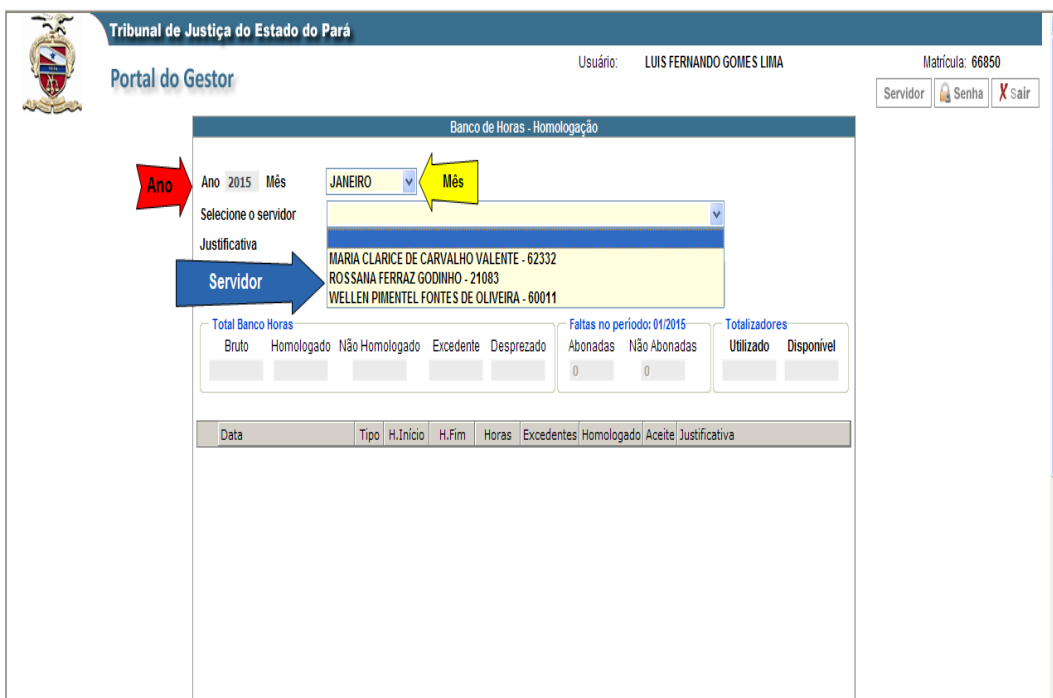 Tribunal de Justiça do Estado do Pará
Portal do Gestor
Usuário: LUIS FERNANDO GOMES LIMA Matrícula: 66850
Servidor Senha X Sair
Banco de Horas - Homologação
Ano Ano 2015 Mês JANEIRO Mês
Selecione o servidor
Justificativa
MARIA CLARICE DE CARVALHO VALENTE - 62332
Servidor ROSSANA FERRAZ GODINHO - 21083
WELLEN PIMENTEL FONTES DE OLIVEIRA - 60011
Total Banco Horas Faltas no período: 01/2015 Totalizadores
Bruto Homologado Não Homologado Excedente Desprezado Abonadas Não Abonadas Utilizado Disponível
0 0
Data Tipo H.Início H.Fim Horas Excedentes Homologado Aceite Justificativa